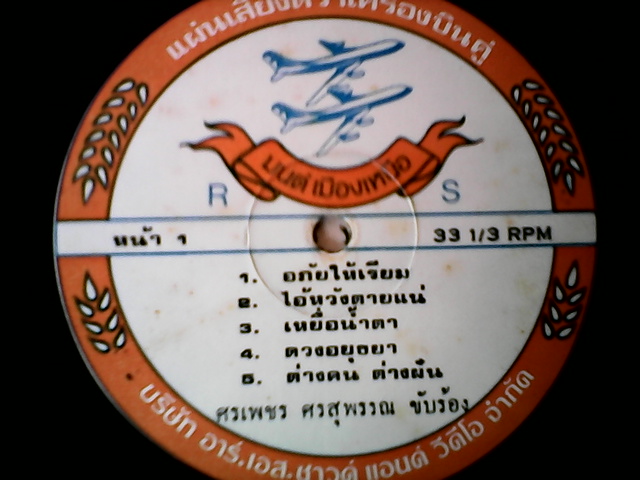 แผ่นเสียงตราเครื่องบินคู่
มนต์เมืองเหนือ
R S
หน้า 1
33 1/3 RPM
1. อภัยให้เรียม
2. ไอ้หวังตายแน่
3. เหยื่อน้ำตา
4. ดวงอยุธยา
5. ต่างคน ต่างฝัน
ศรเพชร ศรสุพรรณ ขับร้อง
บริษัท อาร์.เอส.ซาวด์ แอนด์ วีดีโอ จำกัด